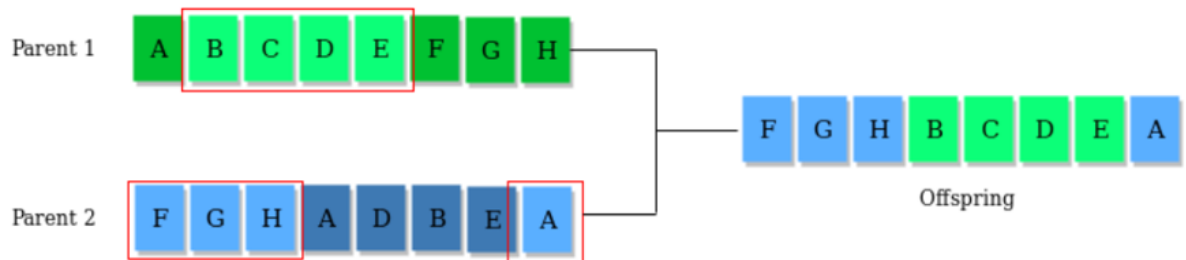 Parent 1 A B C D E F G H
F G H B C D E A
Offspring
Parent 2 F G H A D B E A